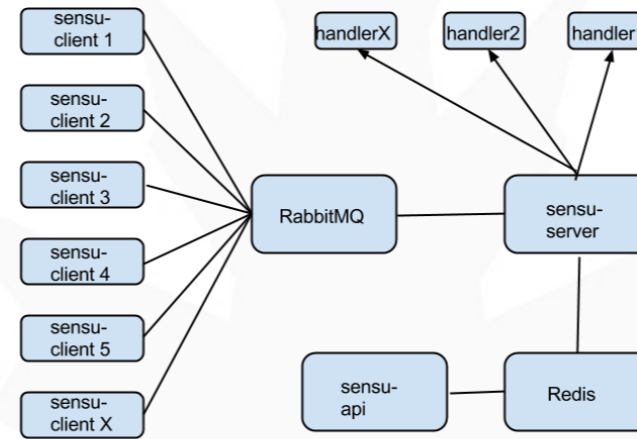 sensu-
client 1
handlerX
handler2
handler1
sensu-
client 2
sensu-
client 3
RabbitMQ
sensu-
server
sensu-
client 4
sensu-
client 5
sensu-
api
Redis
sensu-
client X